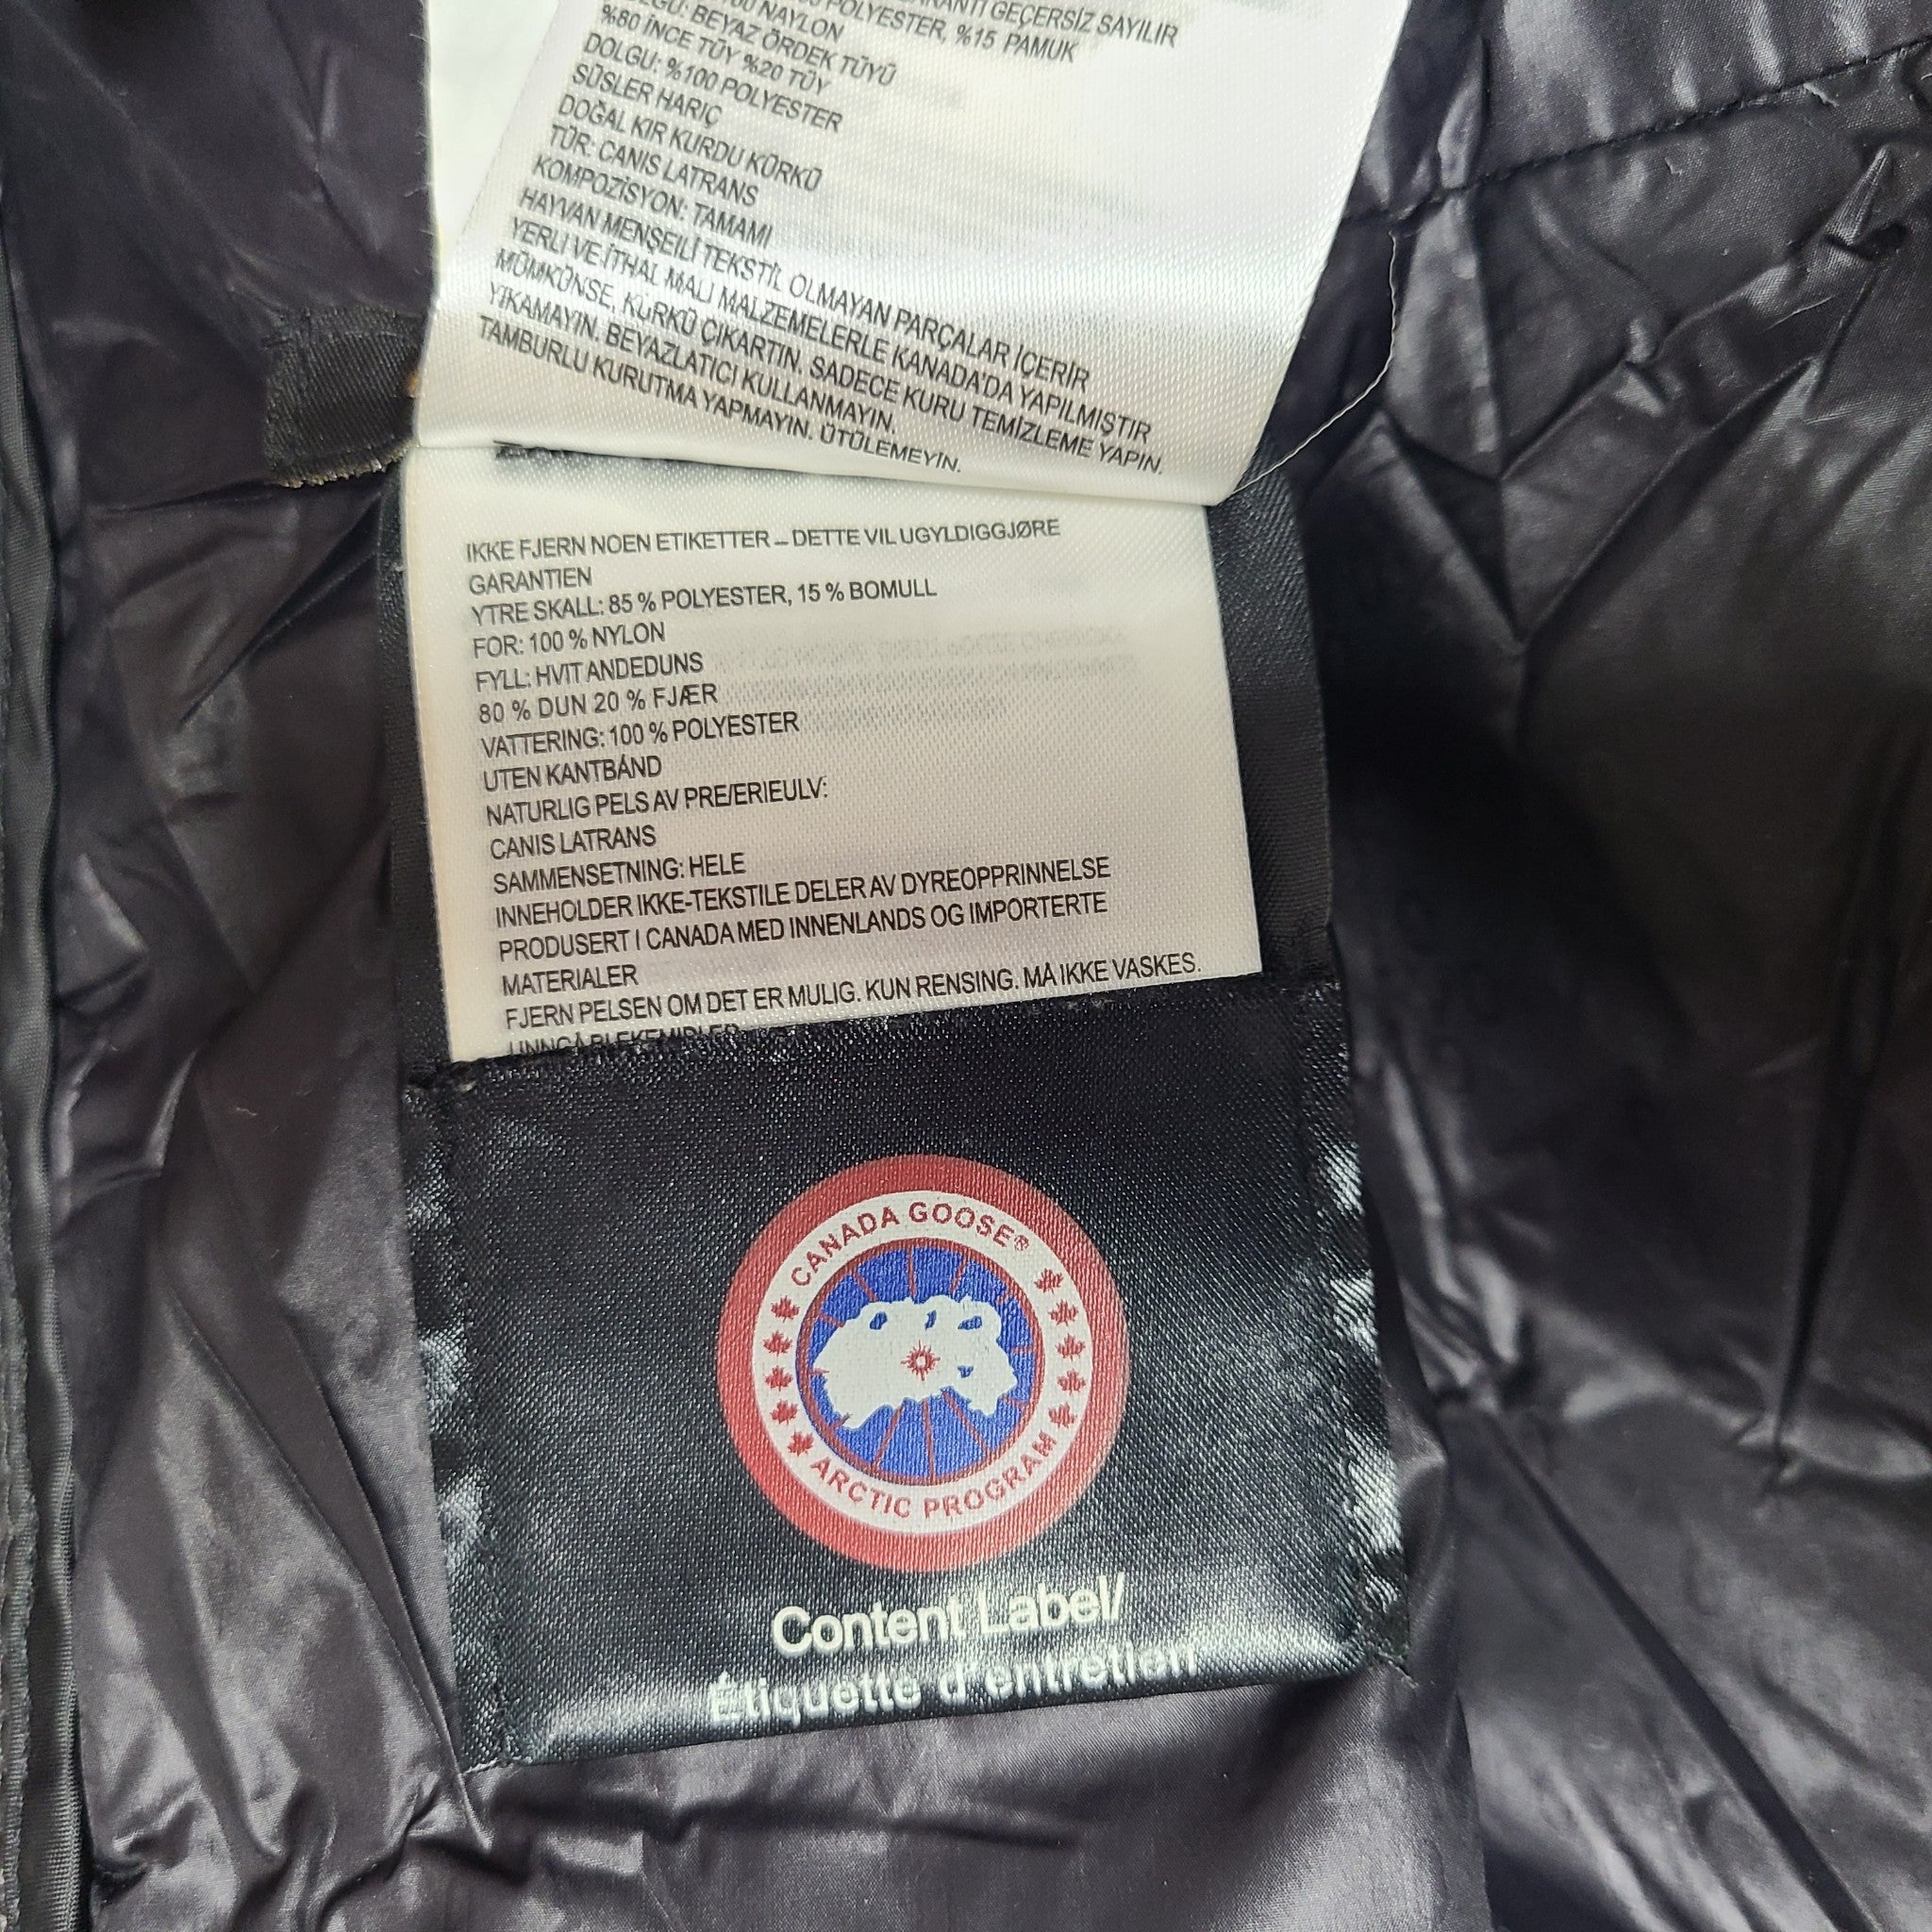 GARANTİ GEÇERSİZ SAYILIR
POLYESTER, %15 PAMUK
NAYLON
BEYAZ ÖRDEK TÜYÜ
%80 İNCE TÜY %20 TÜY
DOLGU: %100 POLYESTER
SÜSLER HARİÇ
DOĞAL KIR KURDU KÜRKÜ
TÜR: CANIS LATRANS
KOMPOZİSYON: TAMAMI
HAYVAN MENŞEİLİ TEKSTİL OLMAYAN PARÇALAR İÇERİR
YERLİ VE İTHAL MALI MALZEMELERLE KANADA'DA YAPILMIŞTIR
MÜMKÜNSE, KÜRKÜ ÇIKARTIN. SADECE KURU TEMİZLEME YAPIN.
YIKAMAYIN. BEYAZLATICI KULLANMAYIN.
TAMBURLU KURUTMA YAPMAYIN. ÜTÜLEMEYİN.
IKKE FJERN NOEN ETIKETTER – DETTE VIL UGYLDIGGJØRE
GARANTIEN
YTRE SKALL: 85 % POLYESTER, 15 % BOMULL
FOR: 100 % NYLON
FYLL: HVIT ANDEDUNS
80 % DUN 20 % FJÆR
VATTERING: 100 % POLYESTER
UTEN KANTBÅND
NATURLIG PELS AV PRE/ERIEULV:
CANIS LATRANS
SAMMENSETNING: HELE
INNEHOLDER IKKE-TEKSTILE DELER AV DYREOPPRINNELSE
PRODUSERT I CANADA MED INNENLANDS OG IMPORTERTE
MATERIALER
FJERN PELSEN OM DET ER MULIG. KUN RENSING. MÅ IKKE VASKES.
CANADA GOOSE®
ARCTIC PROGRAM
Content Label/
Étiquette d'entretien